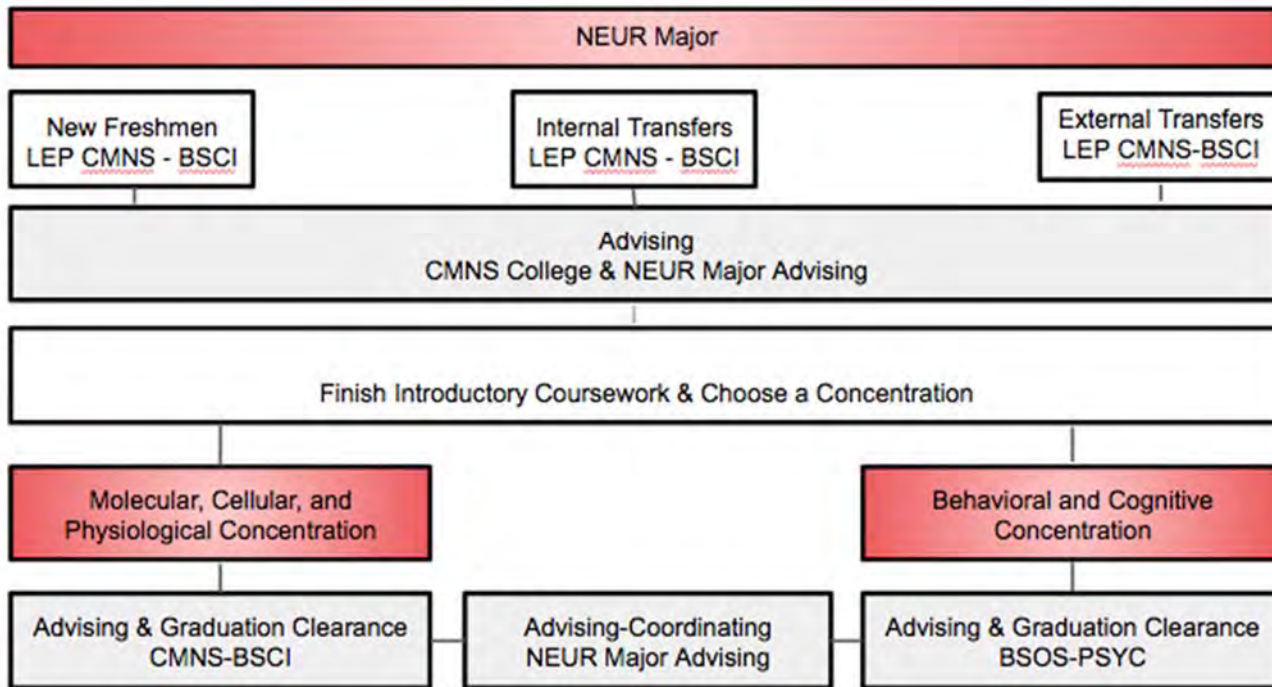 NEUR Major
New Freshmen
LEP CMNS - BSCI
Internal Transfers
LEP CMNS - BSCI
External Transfers
LEP CMNS-BSCI
Advising
CMNS College & NEUR Major Advising
Finish Introductory Coursework & Choose a Concentration
Molecular, Cellular, and
Physiological Concentration
Behavioral and Cognitive
Concentration
Advising & Graduation Clearance
CMNS-BSCI
Advising-Coordinating
NEUR Major Advising
Advising & Graduation Clearance
BSOS-PSYC